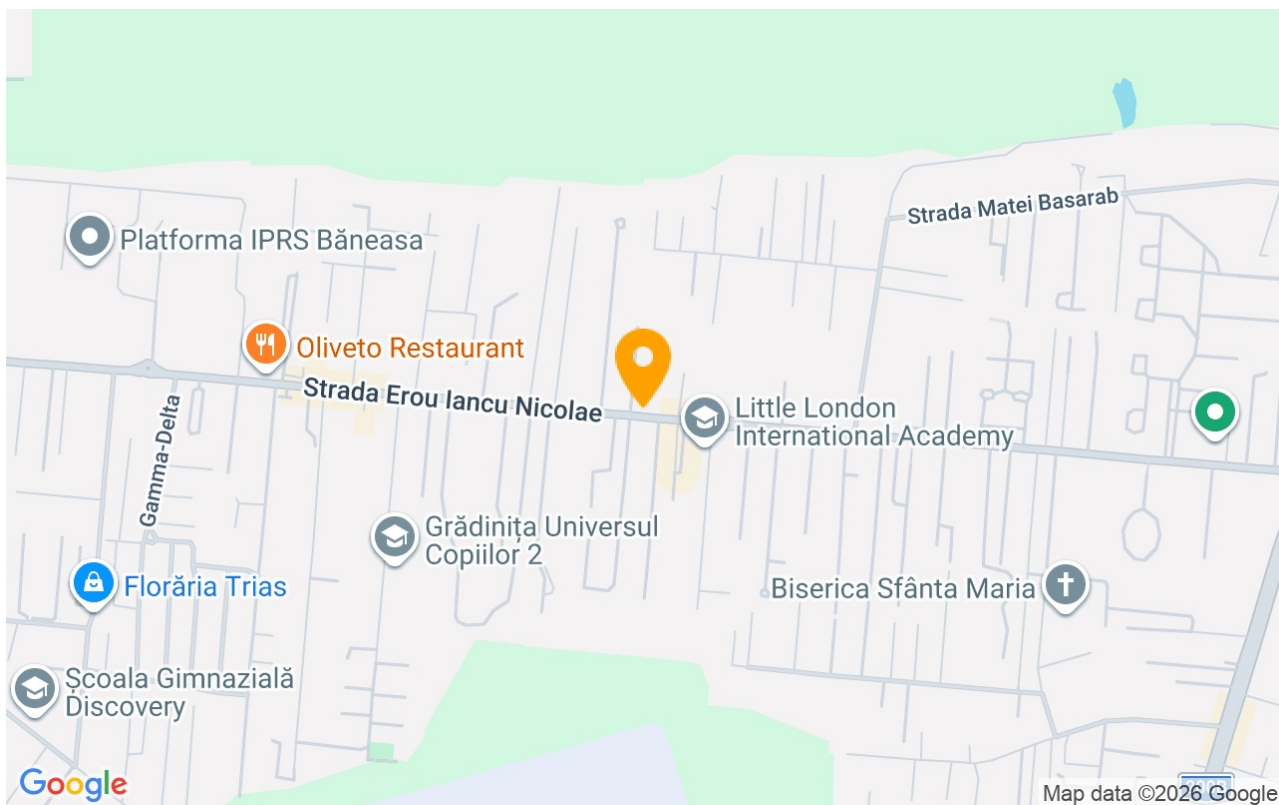 Strada Matei Basarab
Platforma IPRS Băneasa
Oliveto Restaurant
Strada Erou Iancu Nicolae
Little London
International Academy
Gamma-Delta
Grădinița Universul
Copiilor 2
Florăria Trias
Biserica Sfânta Maria
Școala Gimnazială
Discovery
Google
Map data ©2026 Google